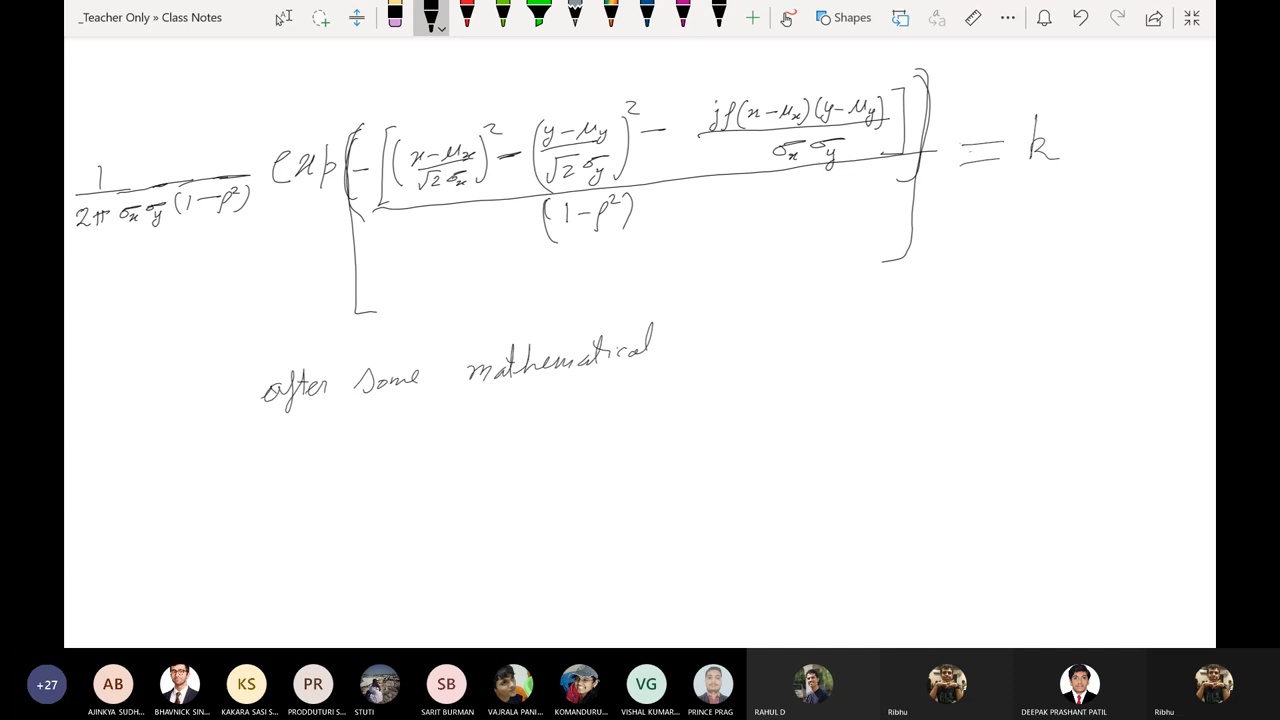 _Teacher Only » Class Notes
Shapes
1 / 2π σx σy (1-ρ²) exp[-[((x-μx)/(√2 σx))² - ((y-μy)/(√2 σy))² - jρ(x-μx)(y-μy)/(σx σy)] / (1-ρ²)] = k
after some mathematical
+27
AB
KS
PR
SB
VG
AJINKYA SUDH...
BHAVNICK SIN...
KAKARA SASI S...
PRODDUTURI S...
STUTI
SARIT BURMAN
VAJRALA PANI...
KOMANDURU...
VISHAL KUMAR...
PRINCE PRAG
RAHUL D
Ribhu
DEEPAK PRASHANT PATIL
Ribhu